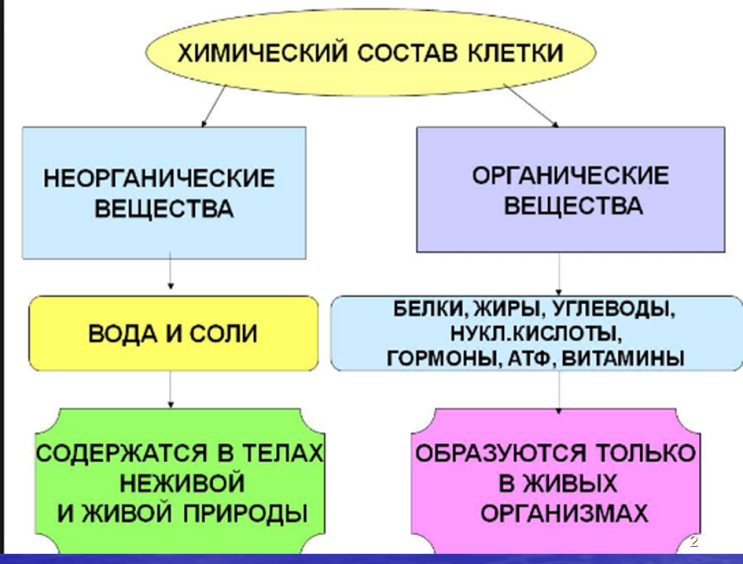 ХИМИЧЕСКИЙ СОСТАВ КЛЕТКИ
НЕОРГАНИЧЕСКИЕ
ВЕЩЕСТВА
ОРГАНИЧЕСКИЕ
ВЕЩЕСТВА
ВОДА И СОЛИ
БЕЛКИ, ЖИРЫ, УГЛЕВОДЫ,
НУКЛ.КИСЛОТЫ,
ГОРМОНЫ, АТФ, ВИТАМИНЫ
СОДЕРЖАТСЯ В ТЕЛАХ
НЕЖИВОЙ
И ЖИВОЙ ПРИРОДЫ
ОБРАЗУЮТСЯ ТОЛЬКО
В ЖИВЫХ
ОРГАНИЗМАХ
2